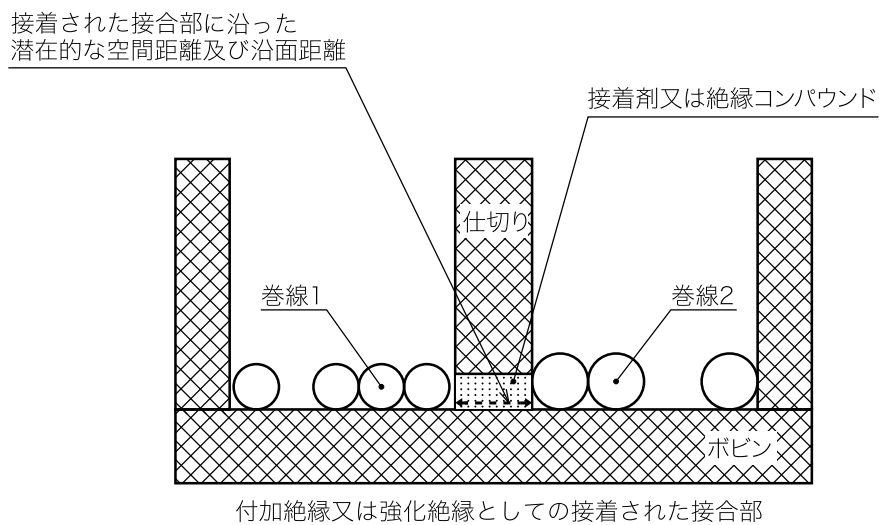 接着された接合部に沿った
潜在的な空間距離及び沿面距離
接着剤又は絶縁コンパウンド
仕切り
巻線1
巻線2
ボビン
付加絶縁又は強化絶縁としての接着された接合部